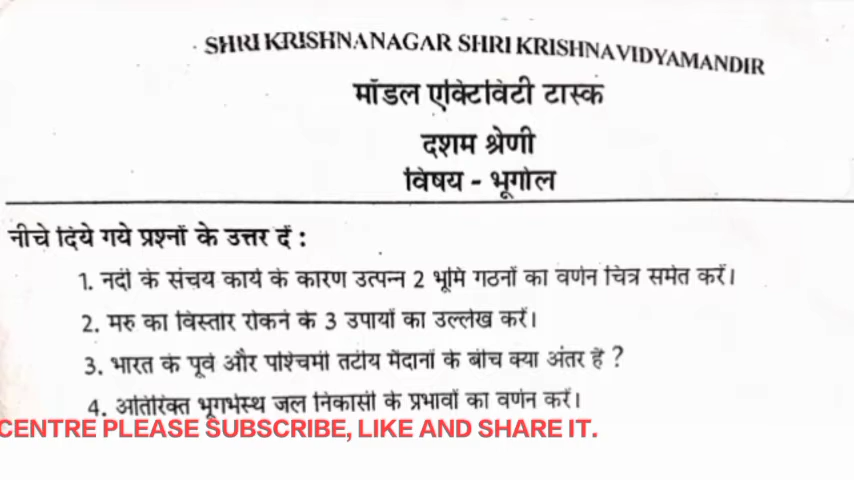 SHRI KRISHNANAGAR SHRI KRISHNAVIDYAMANDIR
मॉडल एक्टिविटी टास्क
दशम श्रेणी
विषय - भूगोल
नीचे दिये गये प्रश्नों के उत्तर दें :
1. नदी के संचय कार्य के कारण उत्पन्न 2 भूमि गठनों का वर्णन चित्र समेत करें।
2. मरु का विस्तार रोकने के 3 उपायों का उल्लेख करें।
3. भारत के पूर्व और पश्चिमी तटीय मैदानों के बीच क्या अंतर है ?
4. अतिरिक्त भूगर्भस्थ जल निकासी के प्रभावों का वर्णन करें।
CENTRE PLEASE SUBSCRIBE, LIKE AND SHARE IT.